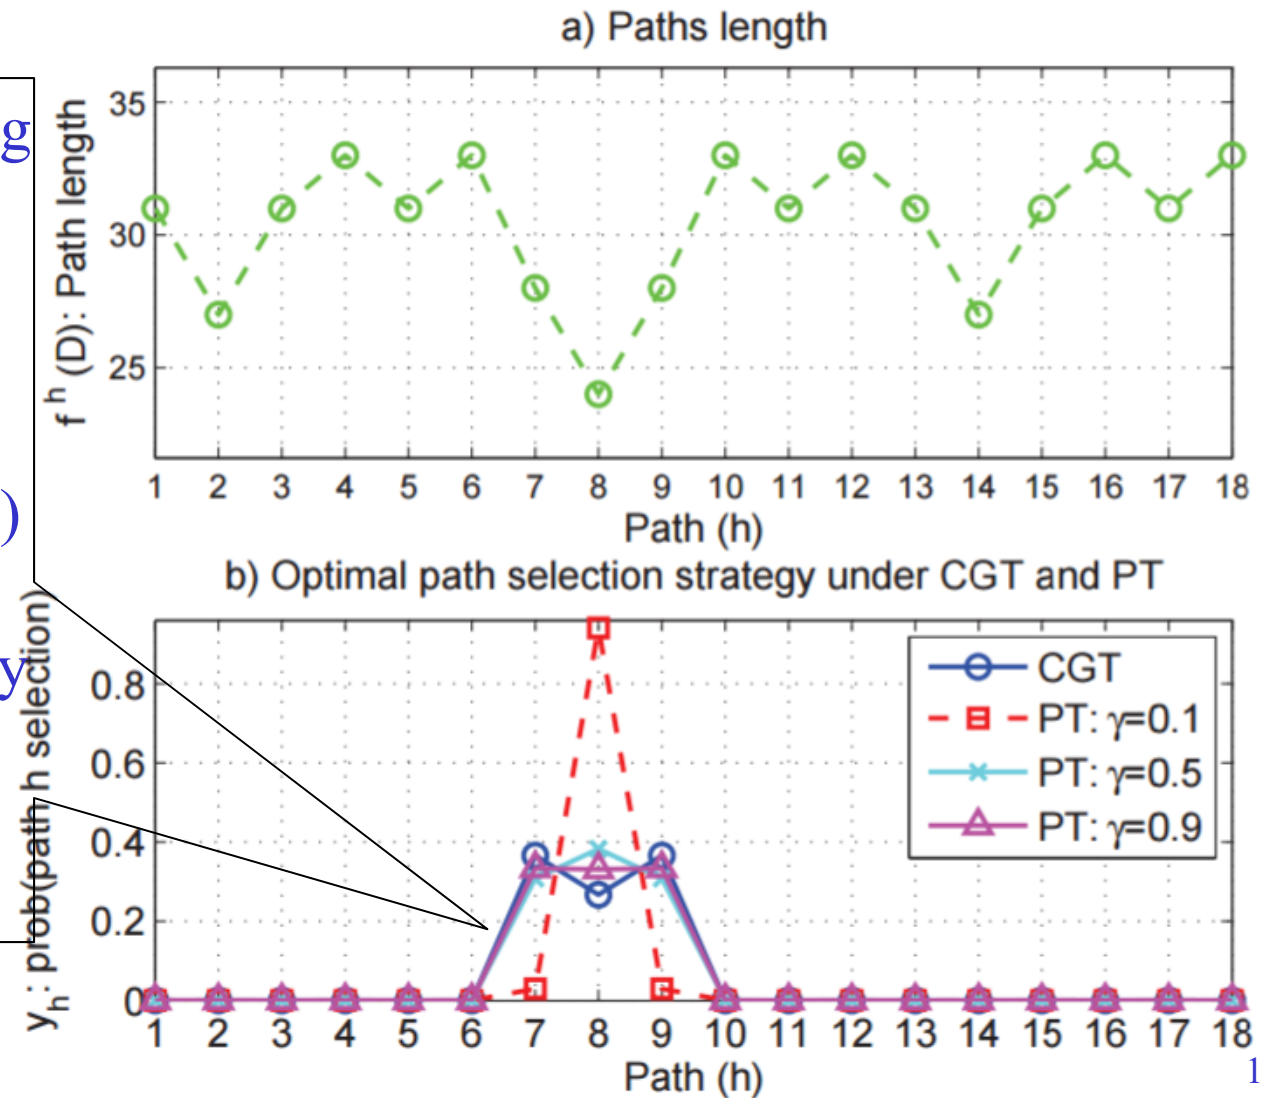 a) Paths length
g
)
y
f h (D): Path length
35
30
25
1 2 3 4 5 6 7 8 9 10 11 12 13 14 15 16 17 18
Path (h)
b) Optimal path selection strategy under CGT and PT
yh: prob(path h selection)
0.8
0.6
0.4
0.2
0
CGT
PT: γ=0.1
PT: γ=0.5
PT: γ=0.9
1 2 3 4 5 6 7 8 9 10 11 12 13 14 15 16 17 18
Path (h)
1